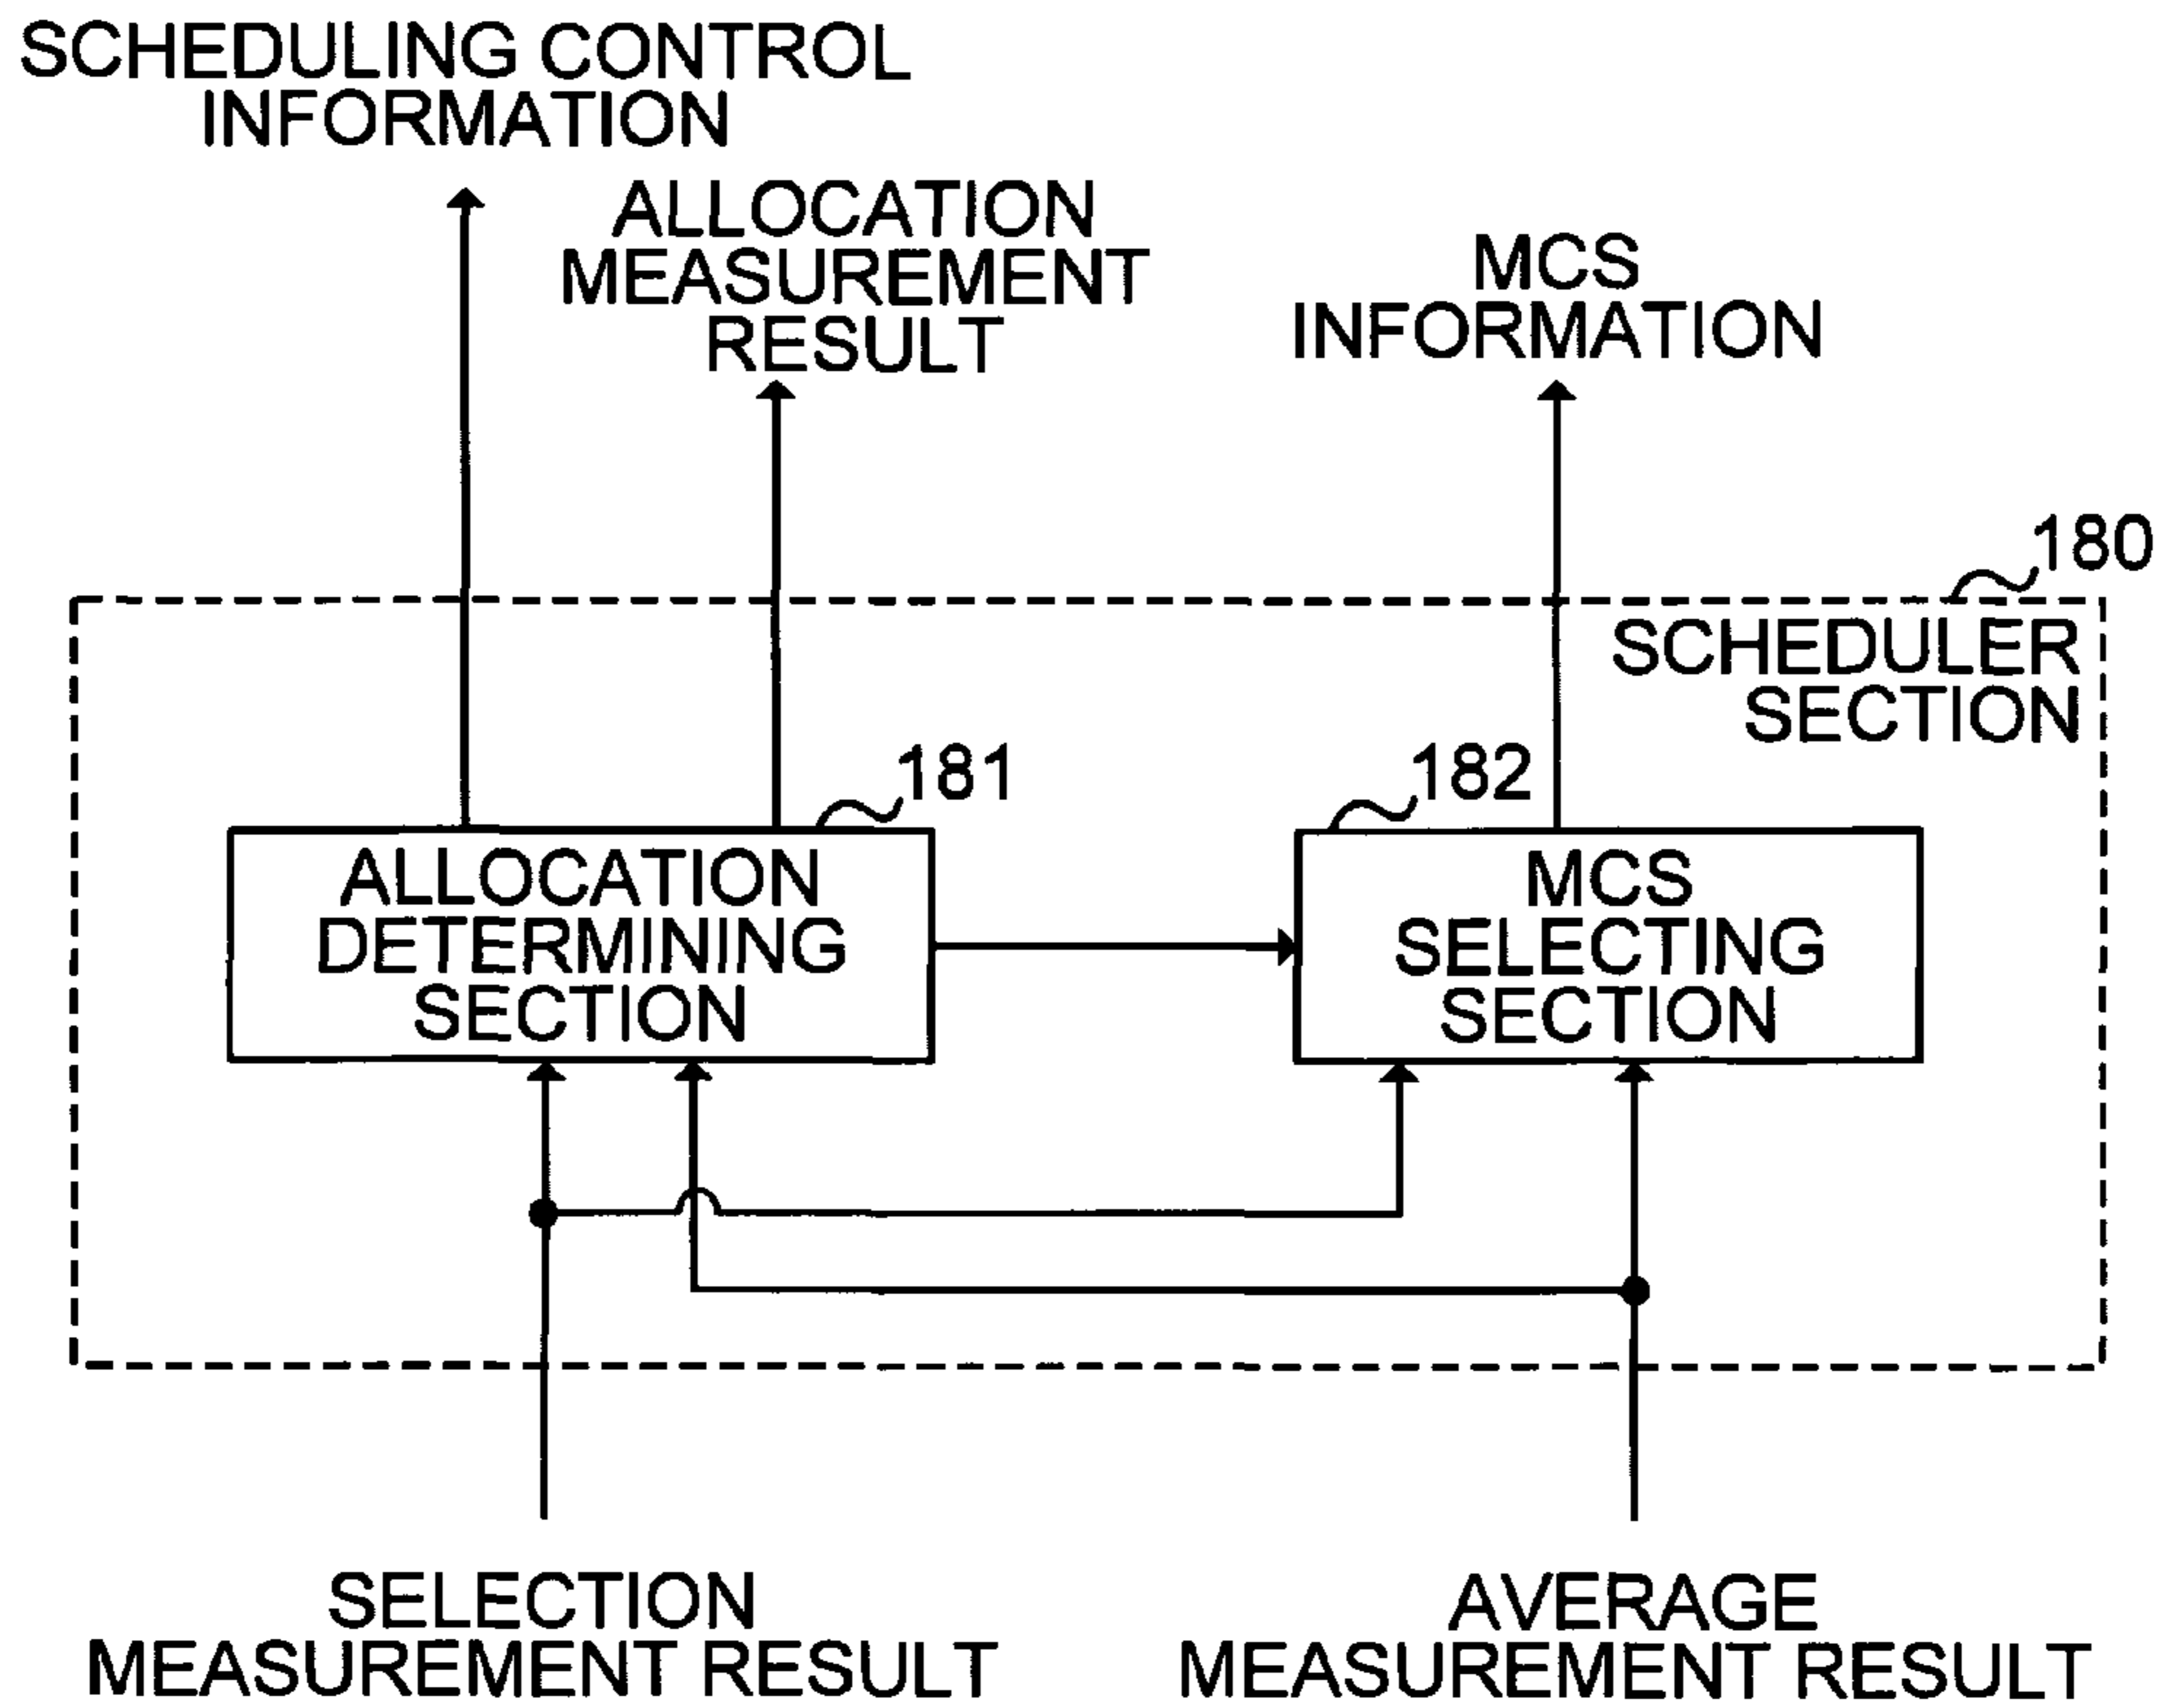 SCHEDULING CONTROL
INFORMATION
ALLOCATION
MEASUREMENT
RESULT
MCS
INFORMATION
180
SCHEDULER
SECTION
181
182
ALLOCATION
DETERMINING
SECTION
MCS
SELECTING
SECTION
SELECTION
MEASUREMENT RESULT
AVERAGE
MEASUREMENT RESULT